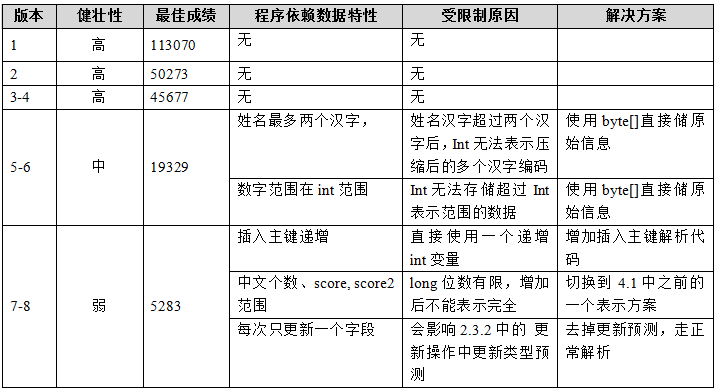 版本 健壮性 最佳成绩 程序依赖数据特性 受限制原因 解决方案
1 高 113070 无 无
2 高 50273 无 无
3-4 高 45677 无 无
5-6 中 19329
姓名最多两个汉字，
姓名汉字超过两个汉
字后，Int 无法表示压
缩后的多个汉字编码
使用 byte[]直接储原
始信息
数字范围在 int 范围
Int 无法存储超过 Int
表示范围的数据
使用 byte[]直接储原
始信息
7-8 弱 5283
插入主键递增
直接使用一个递增
int 变量
增加插入主键解析代
码
中文个数、score, score2
范围
long 位数有限，增加
后不能表示完全
切换到 4.1 中之前的
一个表示方案
每次只更新一个字段
会影响 2.3.2 中的 更
新操作中更新类型预
测
去掉更新预测，走正
常解析